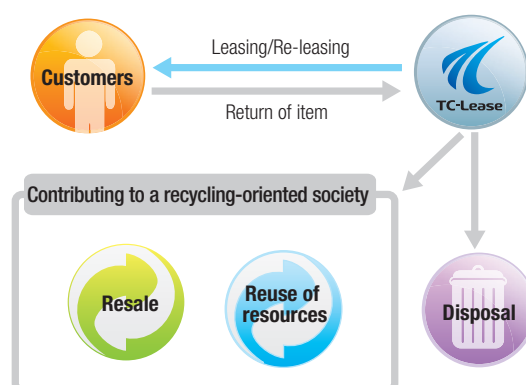 Leasing/Re-leasing
Customers
TC-Lease
Return of item
Contributing to a recycling-oriented society
Resale
Reuse of
resources
Disposal